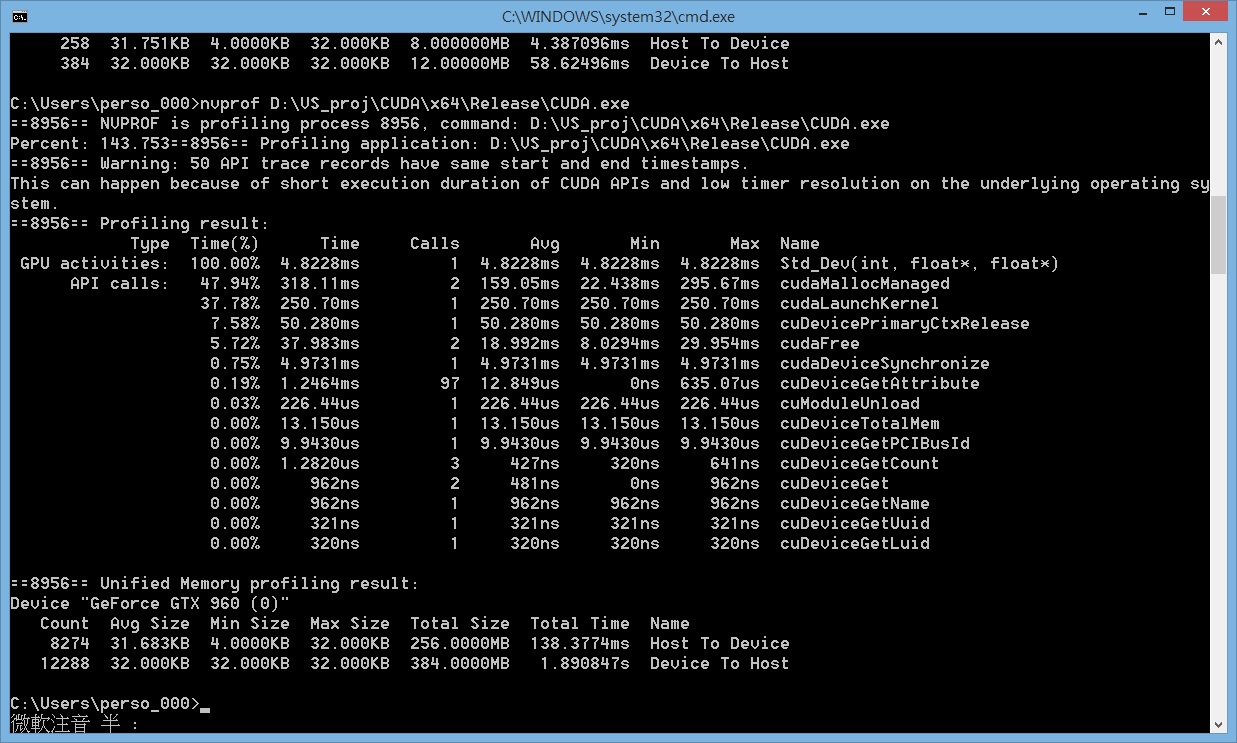 C:\WINDOWS\system32\cmd.exe
258 31.751KB 4.0000KB 32.000KB 8.000000MB 4.387096ms Host To Device
384 32.000KB 32.000KB 32.000KB 12.00000MB 58.62496ms Device To Host
C:\Users\perso_000>nvprof D:\VS_proj\CUDA\x64\Release\CUDA.exe
==8956== NVPROF is profiling process 8956, command: D:\VS_proj\CUDA\x64\Release\CUDA.exe
Percent: 143.753==8956== Profiling application: D:\VS_proj\CUDA\x64\Release\CUDA.exe
==8956== Warning: 50 API trace records have same start and end timestamps.
This can happen because of short execution duration of CUDA APIs and low timer resolution on the underlying operating sy
stem.
==8956== Profiling result:
Type Time(%) Time Calls Avg Min Max Name
GPU activities: 100.00% 4.8228ms 1 4.8228ms 4.8228ms 4.8228ms Std_Dev(int, float*, float*)
API calls: 47.94% 318.11ms 2 159.05ms 22.438ms 295.67ms cudaMallocManaged
37.78% 250.70ms 1 250.70ms 250.70ms 250.70ms cudaLaunchKernel
7.58% 50.280ms 1 50.280ms 50.280ms 50.280ms cuDevicePrimaryCtxRelease
5.72% 37.983ms 2 18.992ms 8.0294ms 29.954ms cudaFree
0.75% 4.9731ms 1 4.9731ms 4.9731ms 4.9731ms cudaDeviceSynchronize
0.19% 1.2464ms 97 12.849us 0ns 635.07us cuDeviceGetAttribute
0.03% 226.44us 1 226.44us 226.44us 226.44us cuModuleUnload
0.00% 13.150us 1 13.150us 13.150us 13.150us cuDeviceTotalMem
0.00% 9.9430us 1 9.9430us 9.9430us 9.9430us cuDeviceGetPCIBusId
0.00% 1.2820us 3 427ns 320ns 641ns cuDeviceGetCount
0.00% 962ns 2 481ns 0ns 962ns cuDeviceGet
0.00% 962ns 1 962ns 962ns 962ns cuDeviceGetName
0.00% 321ns 1 321ns 321ns 321ns cuDeviceGetUuid
0.00% 320ns 1 320ns 320ns 320ns cuDeviceGetLuid
==8956== Unified Memory profiling result:
Device "GeForce GTX 960 (0)"
Count Avg Size Min Size Max Size Total Size Total Time Name
8274 31.683KB 4.0000KB 32.000KB 256.0000MB 138.3774ms Host To Device
12288 32.000KB 32.000KB 32.000KB 384.0000MB 1.890847s Device To Host
C:\Users\perso_000>_
微軟注音 半 :